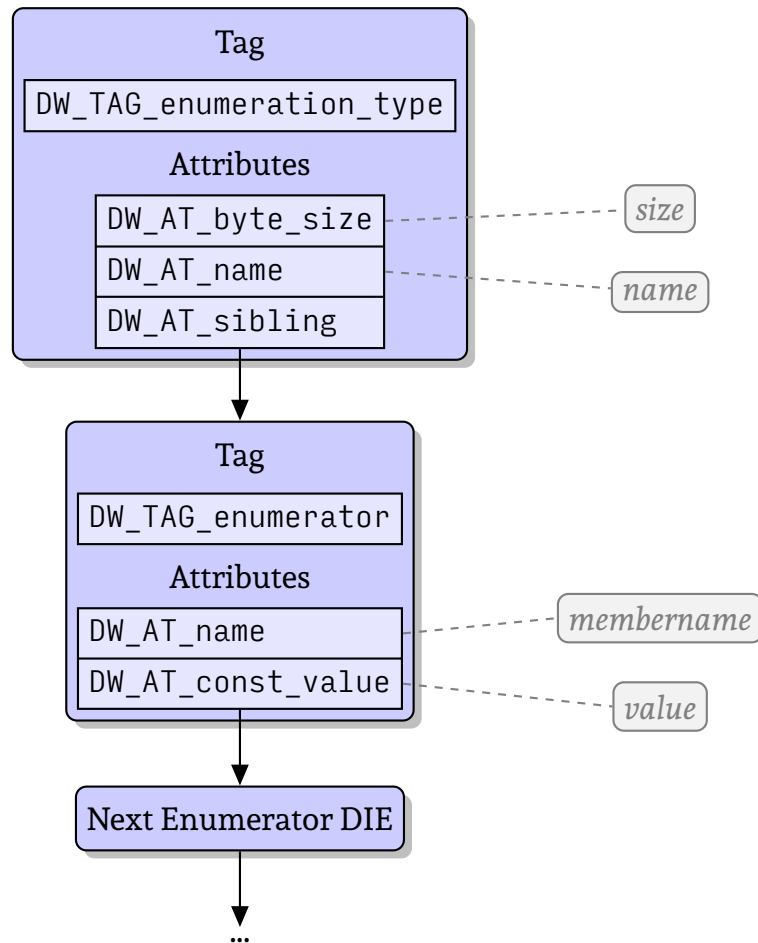 Tag
DW_TAG_enumeration_type
Attributes
DW_AT_byte_size
size
DW_AT_name
name
DW_AT_sibling
Tag
DW_TAG_enumerator
Attributes
DW_AT_name
membername
DW_AT_const_value
value
Next Enumerator DIE
...